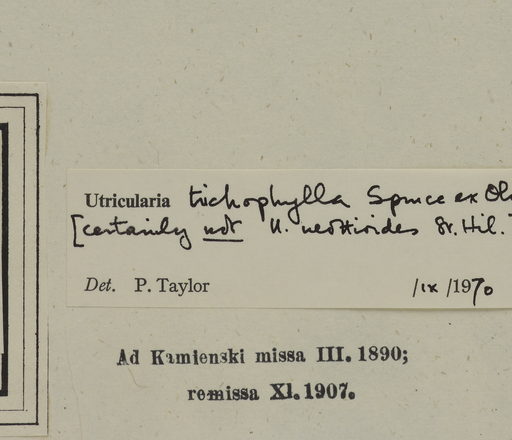 Utricularia trichophylla Spruce ex Ol
[certainly not U. neottioides St. Hil.
Det. P. Taylor /IX /1970
Ad Kamienski missa III. 1890;
remissa XI. 1907.